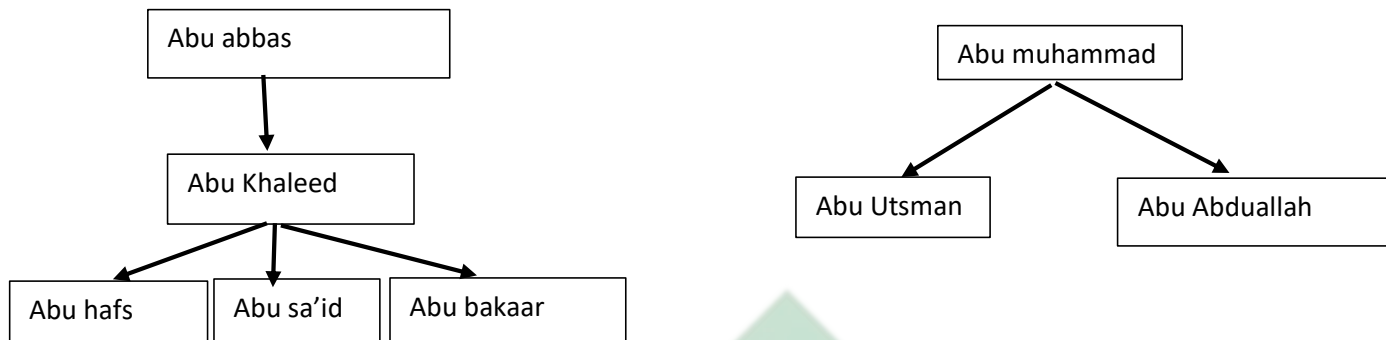 Abu abbas
Abu muhammad
Abu Khaleed
Abu Utsman
Abu Abduallah
Abu hafs
Abu sa’id
Abu bakaar